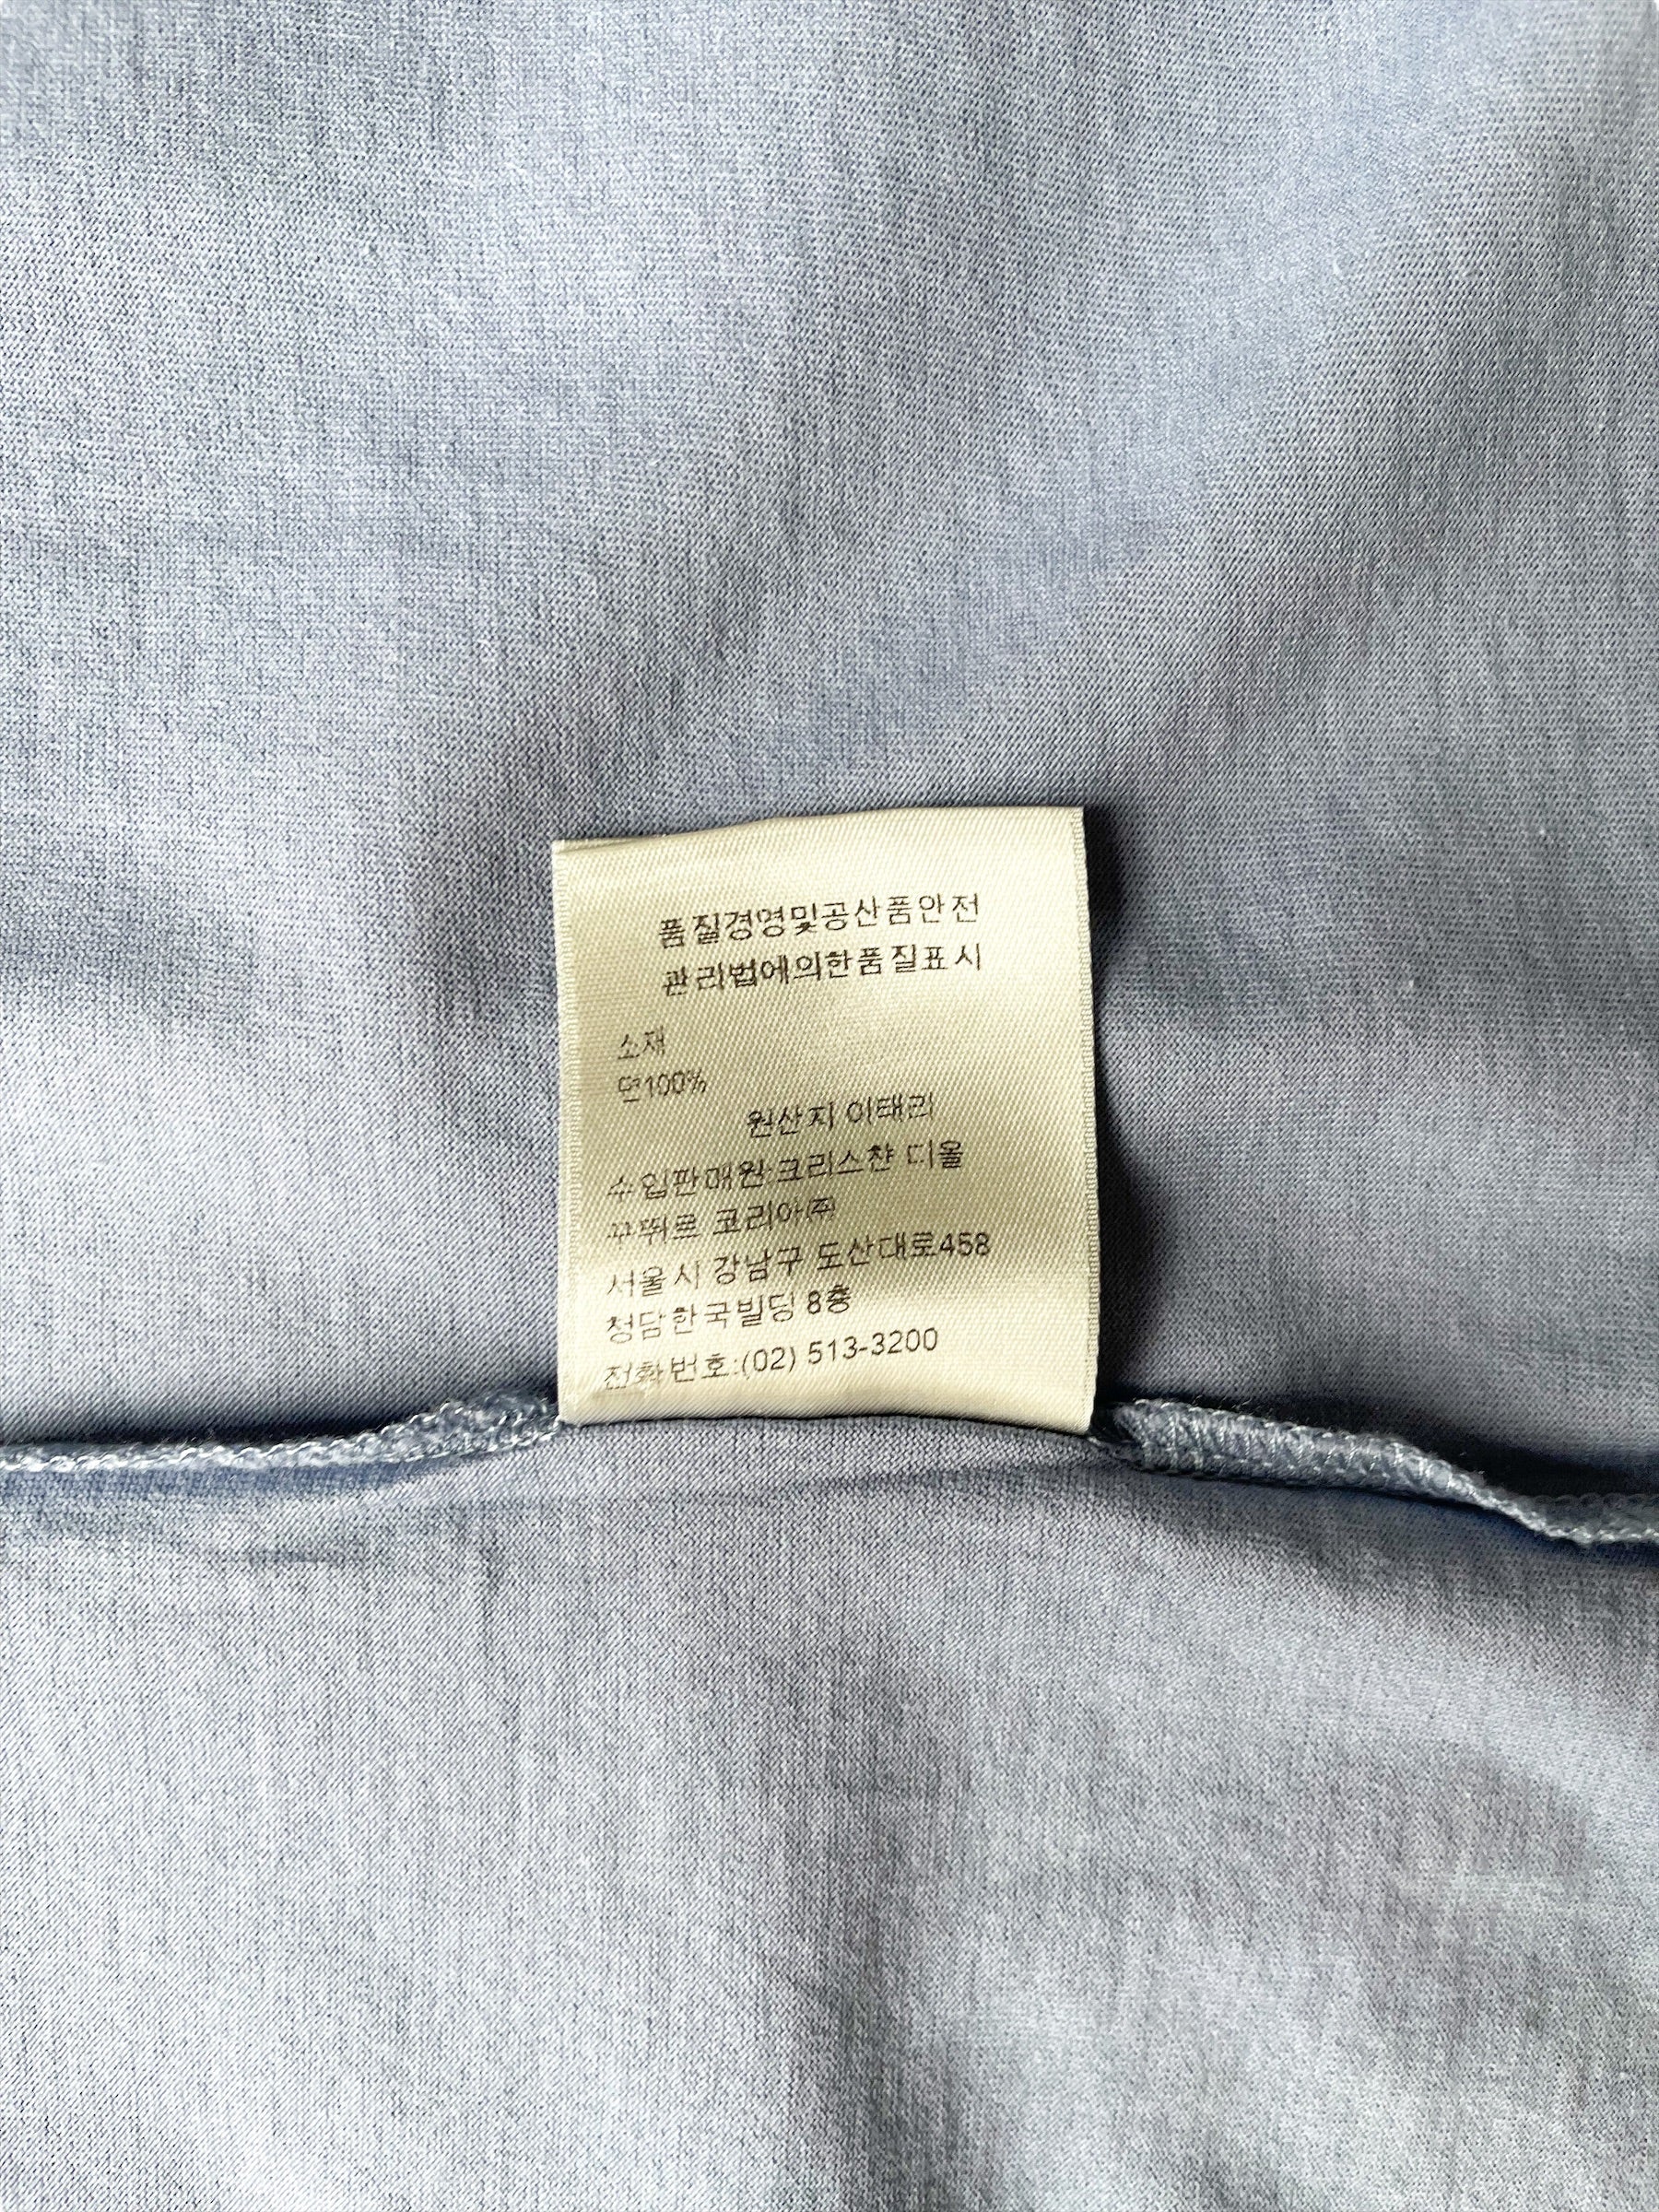 품질경영및공산품안전
관리법에의한품질표시
소재
면100%
원산지 이태리
수입판매원:크리스챤 디올
꾸뛰르 코리아㈜
서울시 강남구 도산대로458
청담한국빌딩 8층
전화번호:(02) 513-3200